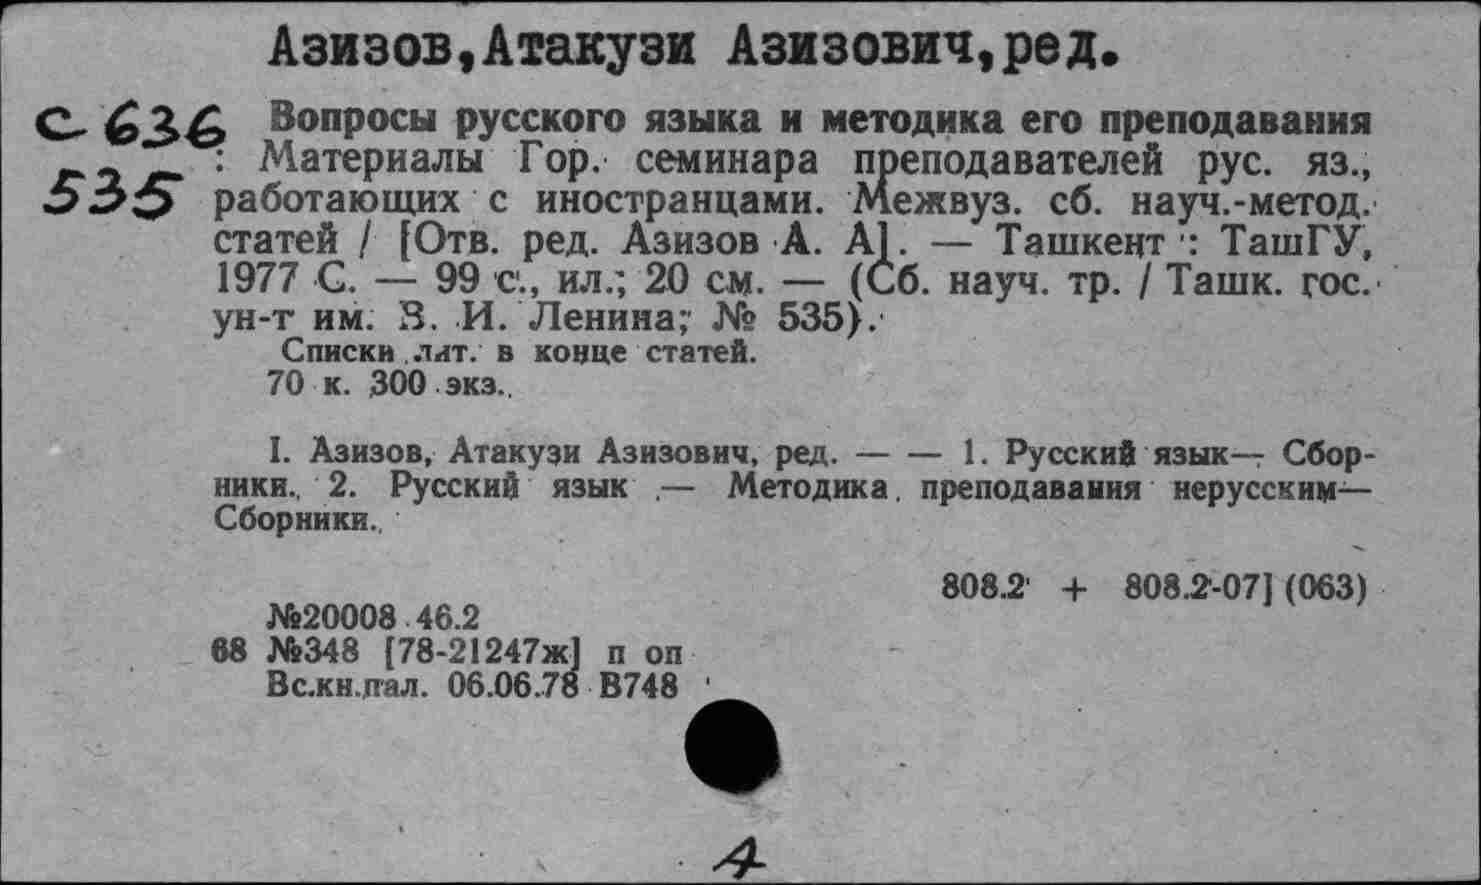 Азизов,Атакузи Азизович,ред.
С-636 Вопросы русского языка и методика его преподавания
: Материалы Гор. семинара преподавателей рус. яз.,
535 работающих с иностранцами. Межвуз. сб. науч.-метод.
статей / [Отв. ред. Азизов А. А]. — Ташкент : ТашГУ,
1977 С. — 99 с., ил.; 20 см. — (Сб. науч. тр. / Ташк. гос.
ун-т им. В. И. Ленина; № 535).
Списки лит. в конце статей.
70 к. 300 экз.
I. Азизов, Атакузи Азизович, ред. — — 1. Русский язык— Сбор-
ники. 2. Русский язык — Методика преподавания нерусским—
Сборники.
808.2 + 808.2-07] (063)
№20008 46.2
68 №348 [78-21247ж] п оп
Вс.кн.пал. 06.06.78 В748
А